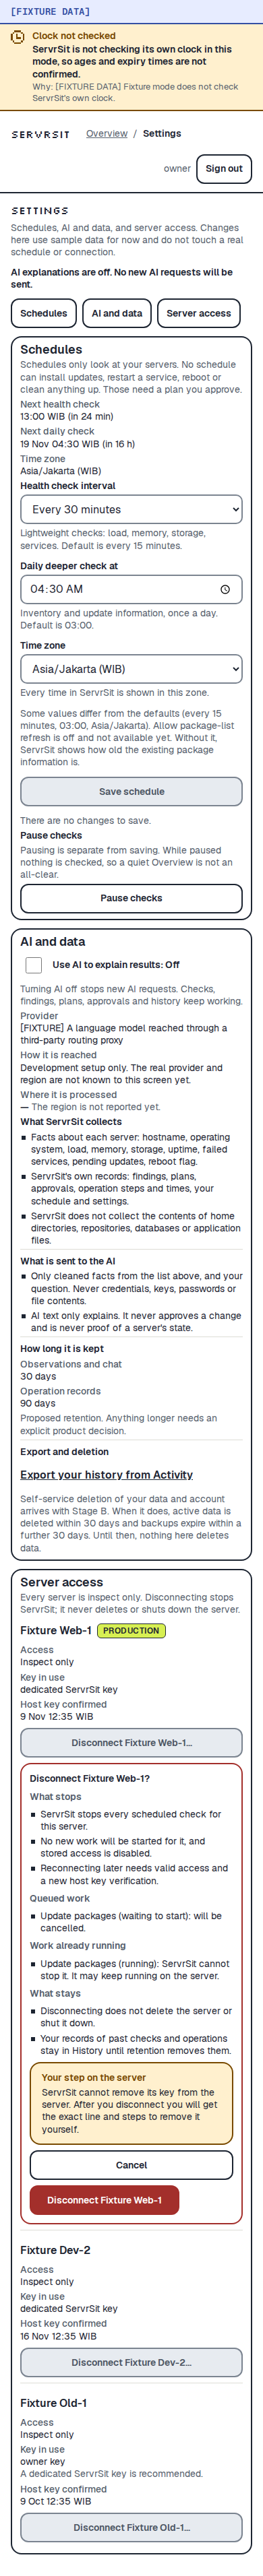 [FIXTURE DATA]
Clock not checked
ServrSit is not checking its own clock in this
mode, so ages and expiry times are not
confirmed.
Why: [FIXTURE DATA] Fixture mode does not check
ServrSit's own clock.
SERVRSIT
Overview / Settings
owner Sign out
SETTINGS
Schedules, AI and data, and server access. Changes
here use sample data for now and do not touch a real
schedule or connection.
AI explanations are off. No new AI requests will be
sent.
Schedules AI and data Server access
Schedules
Schedules only look at your servers. No schedule
can install updates, restart a service, reboot or
clean anything up. Those need a plan you approve.
Next health check
13:00 WIB (in 24 min)
Next daily check
19 Nov 04:30 WIB (in 16 h)
Time zone
Asia/Jakarta (WIB)
Health check interval
Every 30 minutes
Lightweight checks: load, memory, storage,
services. Default is every 15 minutes.
Daily deeper check at
04:30 AM
Inventory and update information, once a day.
Default is 03:00.
Time zone
Asia/Jakarta (WIB)
Every time in ServrSit is shown in this zone.
Some values differ from the defaults (every 15
minutes, 03:00, Asia/Jakarta). Allow package-list
refresh is off and not available yet. Without it,
ServrSit shows how old the existing package
information is.
Save schedule
There are no changes to save.
Pause checks
Pausing is separate from saving. While paused
nothing is checked, so a quiet Overview is not an
all-clear.
Pause checks
AI and data
Use AI to explain results: Off
Turning AI off stops new AI requests. Checks,
findings, plans, approvals and history keep working.
Provider
[FIXTURE] A language model reached through a
third-party routing proxy
How it is reached
Development setup only. The real provider and
region are not known to this screen yet.
Where it is processed
— The region is not reported yet.
What ServrSit collects
▪ Facts about each server: hostname, operating
system, load, memory, storage, uptime, failed
services, pending updates, reboot flag.
▪ ServrSit's own records: findings, plans,
approvals, operation steps and times, your
schedule and settings.
▪ ServrSit does not collect the contents of home
directories, repositories, databases or application
files.
What is sent to the AI
▪ Only cleaned facts from the list above, and your
question. Never credentials, keys, passwords or
file contents.
▪ AI text only explains. It never approves a change
and is never proof of a server's state.
How long it is kept
Observations and chat
30 days
Operation records
90 days
Proposed retention. Anything longer needs an
explicit product decision.
Export and deletion
Export your history from Activity
Self-service deletion of your data and account
arrives with Stage B. When it does, active data is
deleted within 30 days and backups expire within a
further 30 days. Until then, nothing here deletes
data.
Server access
Every server is inspect only. Disconnecting stops
ServrSit; it never deletes or shuts down the server.
Fixture Web-1 PRODUCTION
Access
Inspect only
Key in use
dedicated ServrSit key
Host key confirmed
9 Nov 12:35 WIB
Disconnect Fixture Web-1...
Disconnect Fixture Web-1?
What stops
▪ ServrSit stops every scheduled check for
this server.
▪ No new work will be started for it, and
stored access is disabled.
▪ Reconnecting later needs valid access and
a new host key verification.
Queued work
▪ Update packages (waiting to start): will be
cancelled.
Work already running
▪ Update packages (running): ServrSit cannot
stop it. It may keep running on the server.
What stays
▪ Disconnecting does not delete the server or
shut it down.
▪ Your records of past checks and operations
stay in History until retention removes them.
Your step on the server
ServrSit cannot remove its key from the
server. After you disconnect you will get
the exact line and steps to remove it
yourself.
Cancel
Disconnect Fixture Web-1
Fixture Dev-2
Access
Inspect only
Key in use
dedicated ServrSit key
Host key confirmed
16 Nov 12:35 WIB
Disconnect Fixture Dev-2...
Fixture Old-1
Access
Inspect only
Key in use
owner key
A dedicated ServrSit key is recommended.
Host key confirmed
9 Oct 12:35 WIB
Disconnect Fixture Old-1...